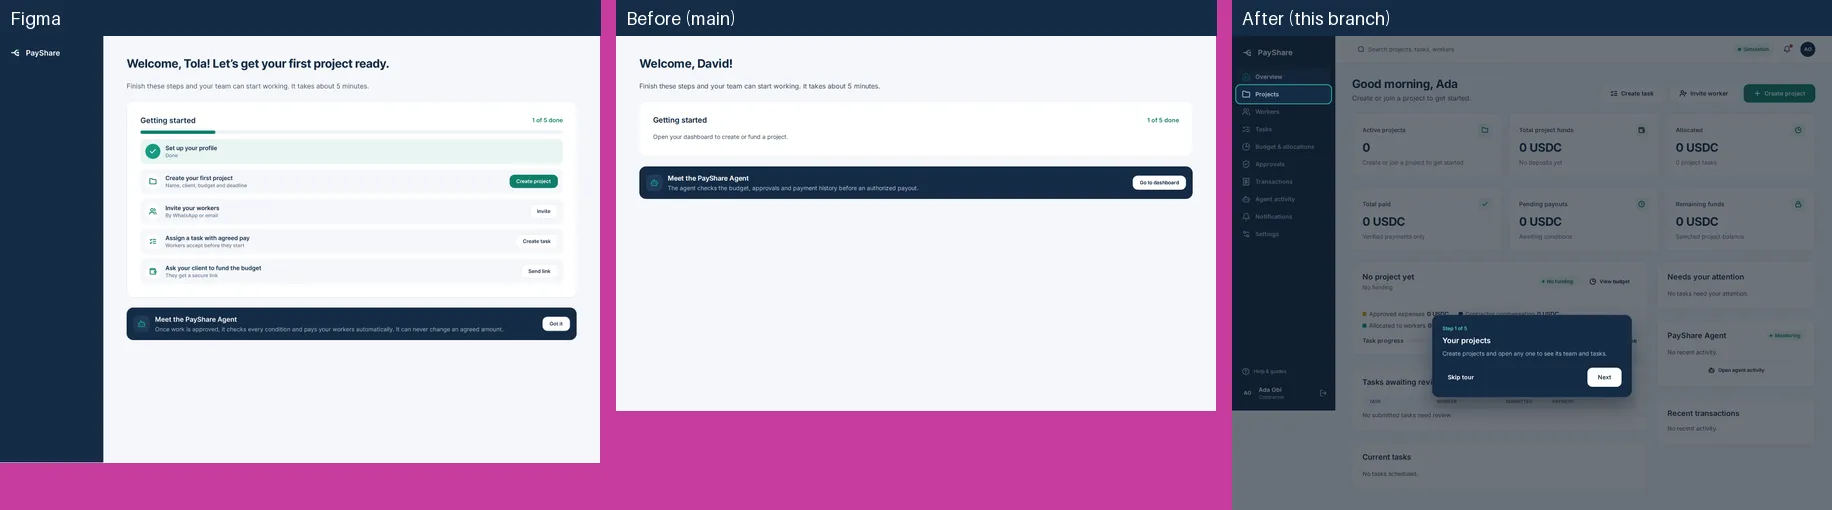 Figma
PayShare
Welcome, Tola! Let's get your first project ready.
Finish these steps and your team can start working. It takes about 5 minutes.
Getting started
1 of 5 done
Set up your profile
Done
Create your first project
Name, client, budget and deadline
Create project
Invite your workers
By WhatsApp or email
Invite
Assign a task with agreed pay
Workers accept before they start
Create task
Ask your client to fund the budget
They get a secure link
Send link
Meet the PayShare Agent
Once work is approved, it checks every condition and pays your workers automatically. It can never change an agreed amount.
Got it
Before (main)
Welcome, David!
Finish these steps and your team can start working. It takes about 5 minutes.
Getting started
1 of 5 done
Open your dashboard to create or fund a project.
Meet the PayShare Agent
The agent checks the budget, approvals and payment history before an authorized payout.
Go to dashboard
After (this branch)
PayShare
Overview
Projects
Workers
Tasks
Budget & allocations
Approvals
Transactions
Agent activity
Notifications
Settings
Help & guides
AO
Ada Obi
Contractor
Search projects, tasks, workers
Simulation
AO
Good morning, Ada
Create or join a project to get started.
Create task
Invite worker
Create project
Active projects
0
Create or join a project to get started
Total project funds
0 USDC
No deposits yet
Allocated
0 USDC
0 project tasks
Total paid
0 USDC
Verified payments only
Pending payouts
0 USDC
Awaiting conditions
Remaining funds
0 USDC
Selected project balance
No project yet
No funding
No funding
View budget
Approved expenses 0 USDC
Contractor compensation 0 USDC
Allocated to workers
Task progress
Needs your attention
No tasks need your attention.
Step 1 of 5
Your projects
Create projects and open any one to see its team and tasks.
Skip tour
Next
PayShare Agent
Monitoring
No recent activity.
Open agent activity
Tasks awaiting revi
TASK
WORKER
SUBMITTED
PAYMENT
No submitted tasks need review.
Recent transactions
No recent activity.
Current tasks
No tasks scheduled.